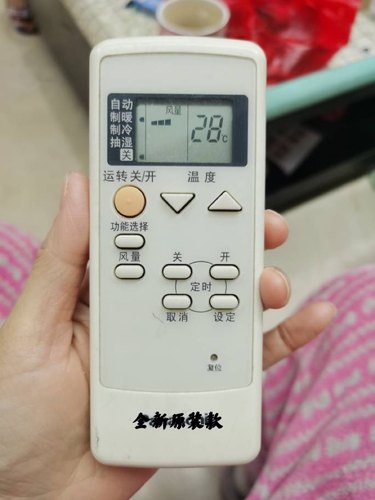 自动
制暖
制冷
抽湿
关
风量
28c
运转关/开
温度
功能选择
风量
关
开
定时
取消
设定
复位
全新原装款